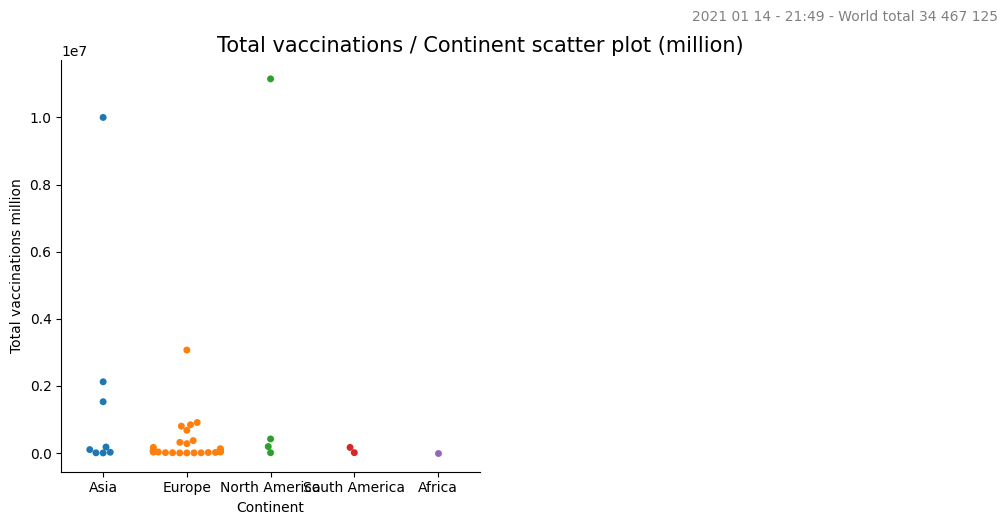 2021 01 14 - 21:49 - World total 34 467 125
Total vaccinations / Continent scatter plot (million)
1e7
1.0
0.8
0.6
0.4
0.2
0.0
Total vaccinations million
Asia Europe North America South America Africa
Continent